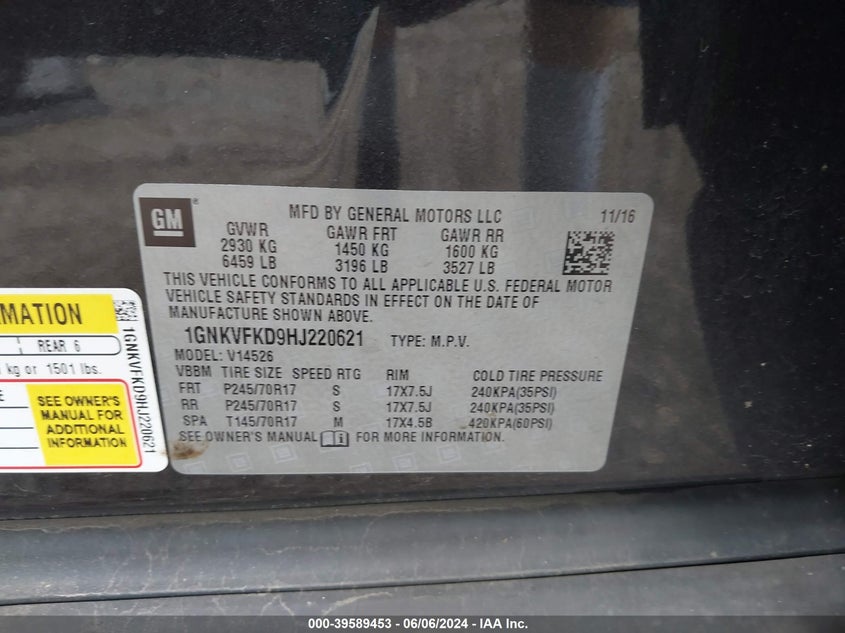 GM®
MFD BY GENERAL MOTORS LLC 11/16
GVWR GAWR FRT GAWR RR
2930 KG 1450 KG 1600 KG
6459 LB 3196 LB 3527 LB
THIS VEHICLE CONFORMS TO ALL APPLICABLE U.S. FEDERAL MOTOR
VEHICLE SAFETY STANDARDS IN EFFECT ON THE DATE OF
MANUFACTURE SHOWN ABOVE.
1GNKVFKD9HJ220621 TYPE: M.P.V.
MODEL: V14526
VBBM TIRE SIZE SPEED RTG RIM COLD TIRE PRESSURE
FRT P245/70R17 S 17X7.5J 240KPA(35PSI)
RR P245/70R17 S 17X7.5J 240KPA(35PSI)
SPA T145/70R17 M 17X4.5B 420KPA(60PSI)
SEE OWNER'S MANUAL FOR MORE INFORMATION.
REAR 6
kg or 1501 lbs.
SEE OWNER'S
MANUAL FOR
ADDITIONAL
INFORMATION
1GNKVFKD9HJ220621
000-39589453 - 06/06/2024 - IAA Inc.